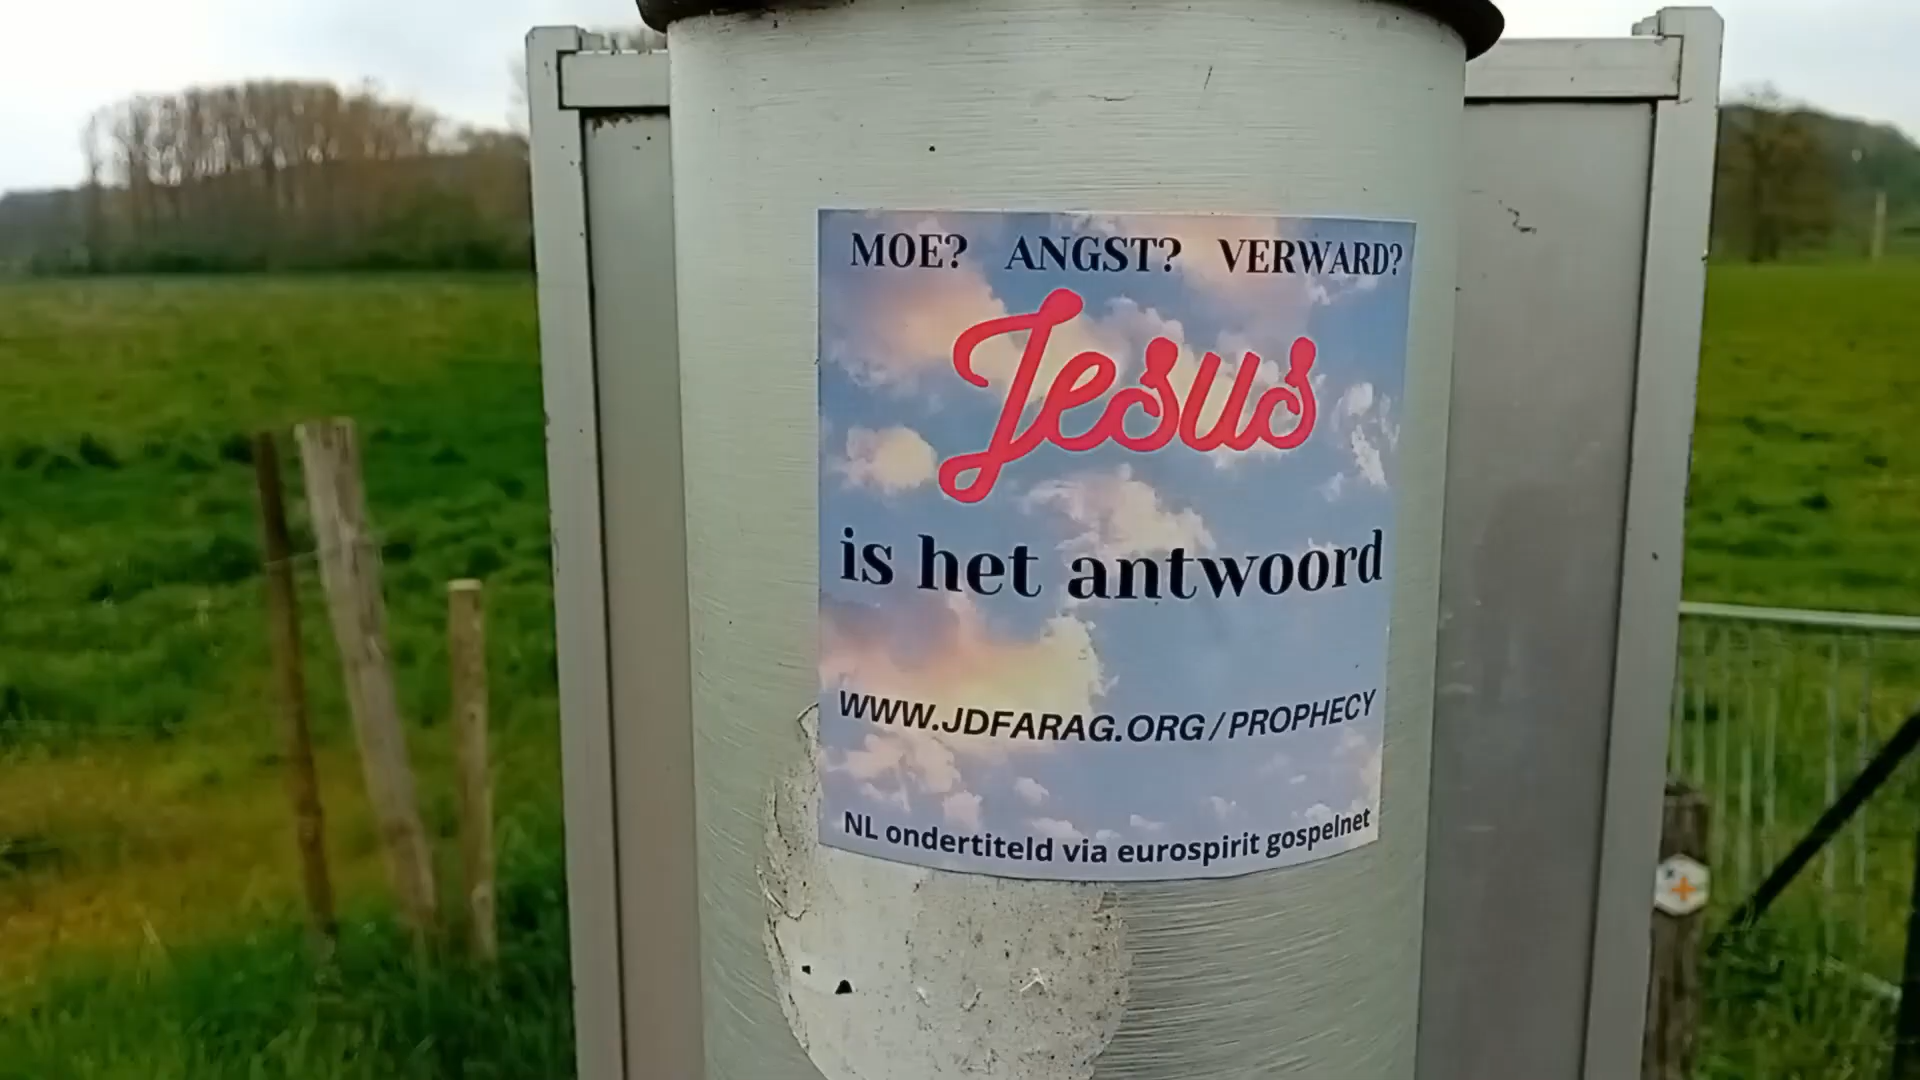 MOE? ANGST? VERWARD?
Jesus
is het antwoord
WWW.JDFARAG.ORG/PROPHECY
NL ondertiteld via eurospirit gospelnet